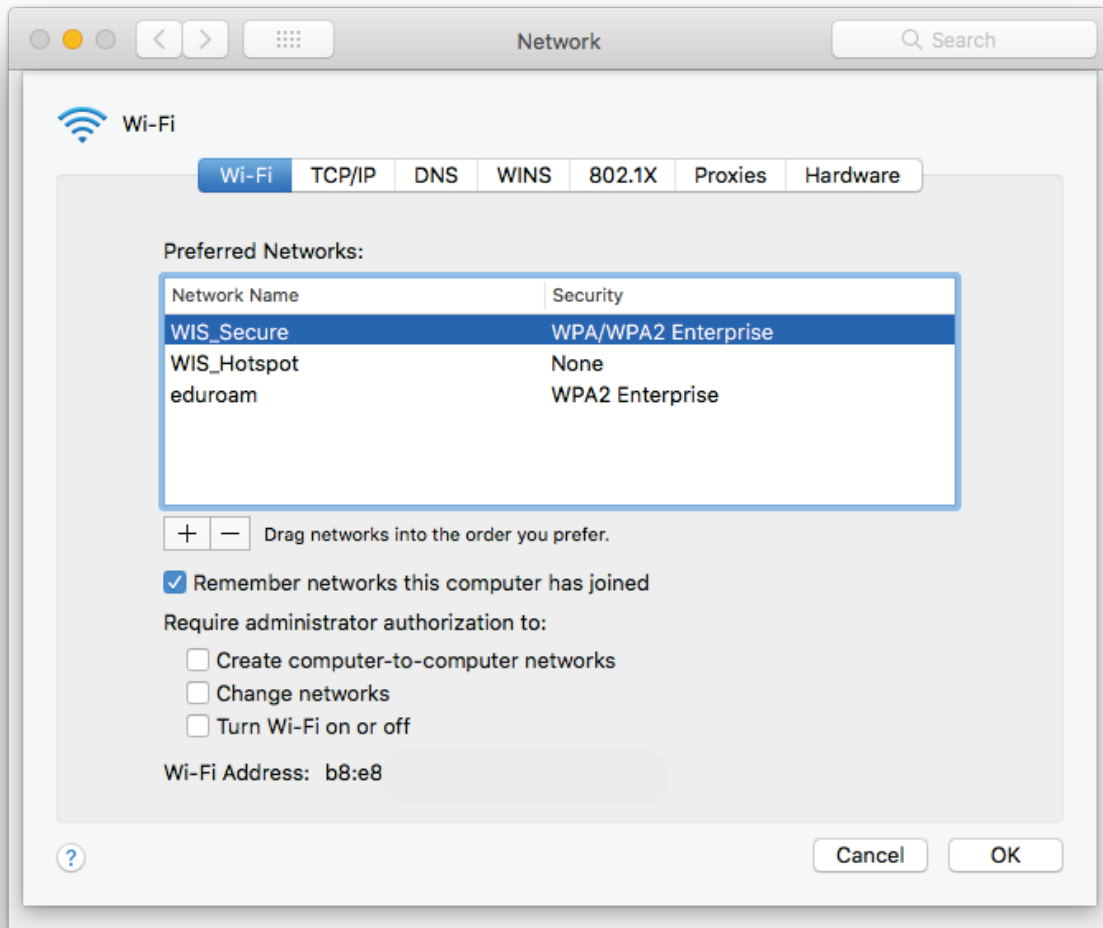 Network
Search
Wi-Fi
Wi-Fi TCP/IP DNS WINS 802.1X Proxies Hardware
Preferred Networks:
Network Name Security
WIS_Secure WPA/WPA2 Enterprise
WIS_Hotspot None
eduroam WPA2 Enterprise
+ − Drag networks into the order you prefer.
Remember networks this computer has joined
Require administrator authorization to:
Create computer-to-computer networks
Change networks
Turn Wi-Fi on or off
Wi-Fi Address: b8:e8
? Cancel OK